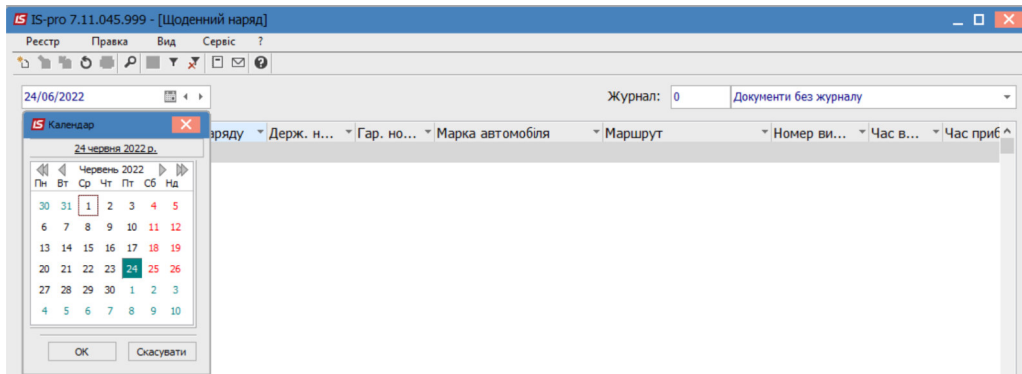 IS-pro 7.11.045.999 - [Щоденний наряд]
Реєстр Правка Вид Сервіс ?
24/06/2022 Журнал: 0 Документи без журналу
Календар
аряду Держ. н... Гар. но... Марка автомобіля Маршрут Номер ви... Час в... Час приб
24 червня 2022 р.
Червень 2022
Пн Вт Ср Чт Пт Сб Нд
30 31 1 2 3 4 5
6 7 8 9 10 11 12
13 14 15 16 17 18 19
20 21 22 23 24 25 26
27 28 29 30 1 2 3
4 5 6 7 8 9 10
ОК Скасувати